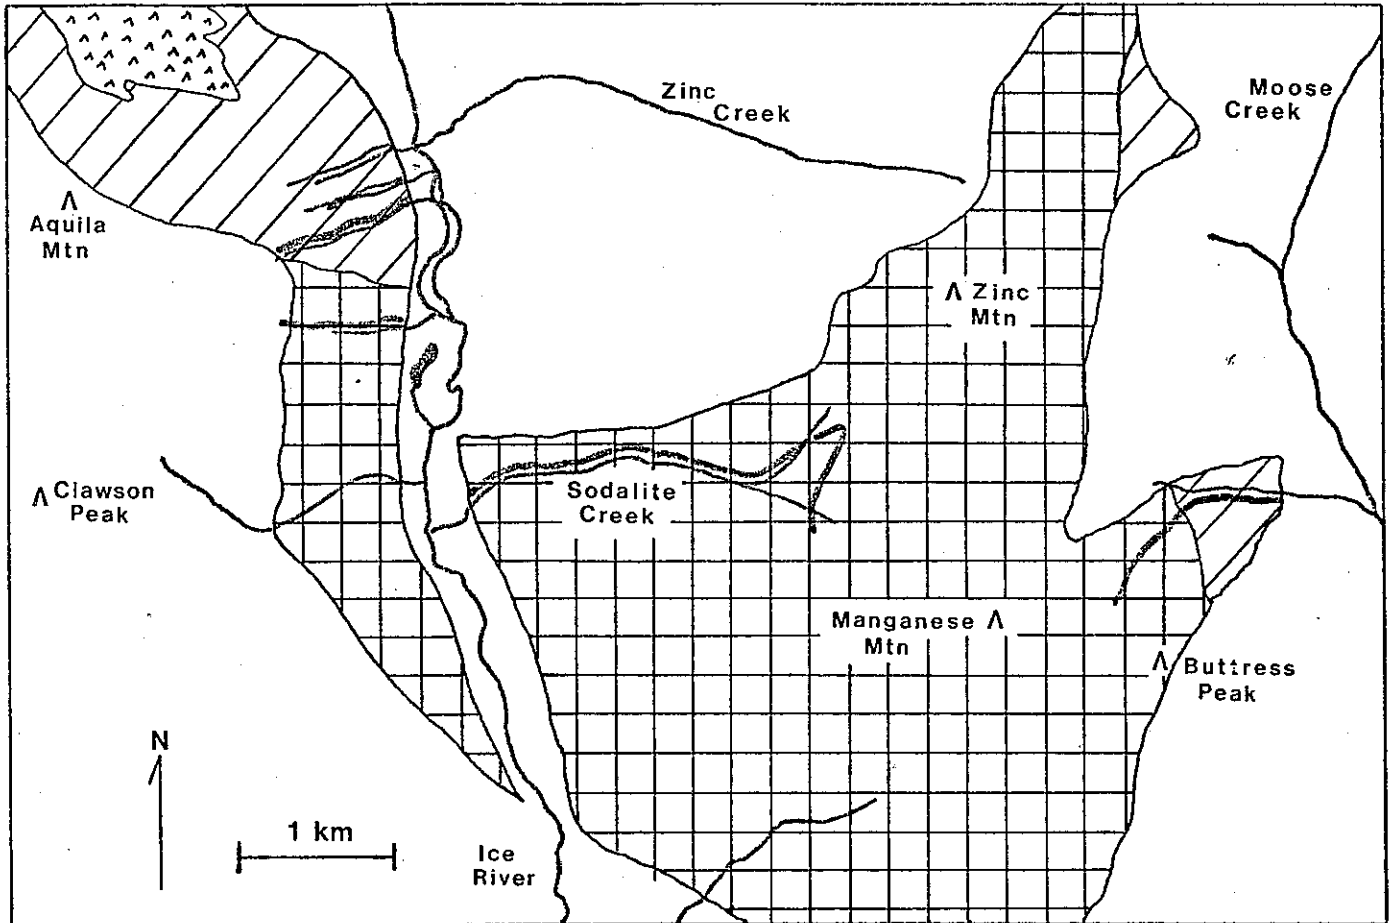 Zinc
Creek
Moose
Creek
Aquila
Mtn
Zinc
Mtn
Clawson
Peak
Sodalite
Creek
Manganese
Mtn
Buttress
Peak
N
1 km
Ice
River